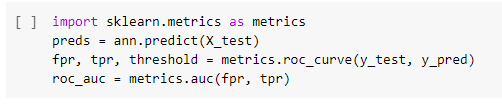 [ ] import sklearn.metrics as metrics
preds = ann.predict(X_test)
fpr, tpr, threshold = metrics.roc_curve(y_test, y_pred)
roc_auc = metrics.auc(fpr, tpr)